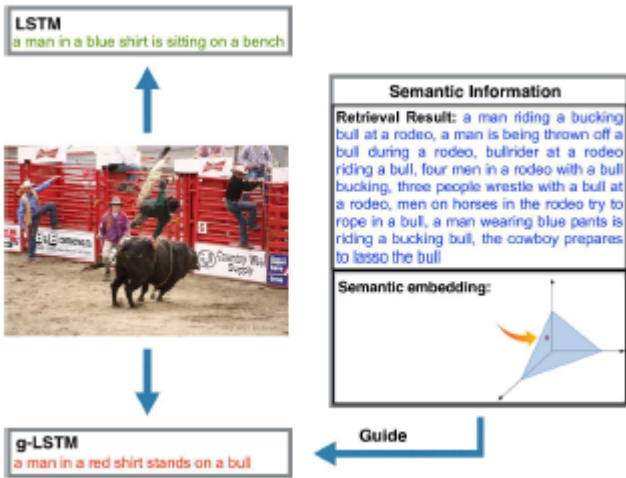 LSTM
a man in a blue shirt is sitting on a bench
Semantic Information
Retrieval Result: a man riding a bucking
bull at a rodeo, a man is being thrown off a
bull during a rodeo, bullrider at a rodeo
riding a bull, four men in a rodeo with a bull
bucking, three people wrestle with a bull at
a rodeo, men on horses in the rodeo try to
rope in a bull, a man wearing blue pants is
riding a bucking bull, the cowboy prepares
to lasso the bull
Semantic embedding:
Country
Supply
Guide
g-LSTM
a man in a red shirt stands on a bull